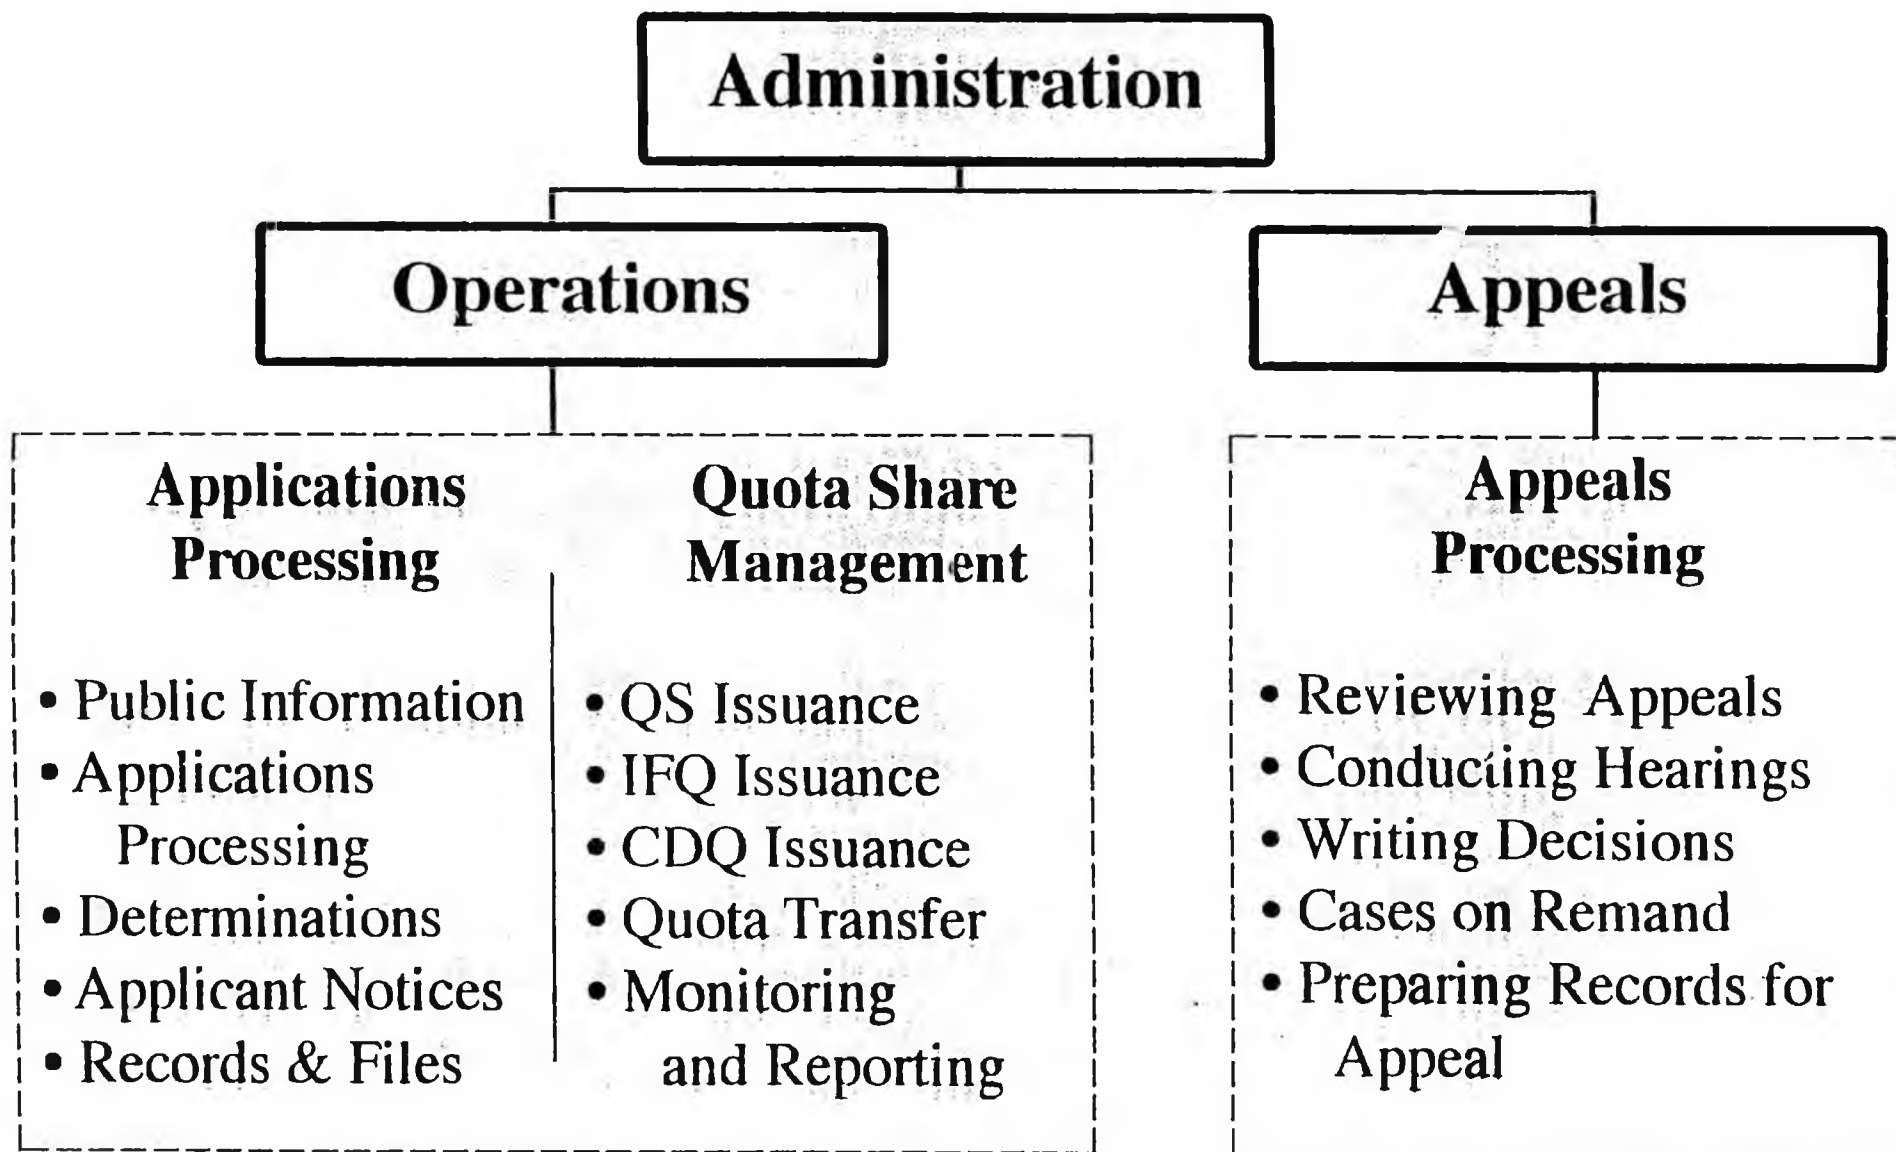 Administration
Operations
Appeals
Applications
Processing
• Public Information
• Applications
Processing
• Determinations
• Applicant Notices
• Records & Files
Quota Share
Management
• QS Issuance
• IFQ Issuance
• CDQ Issuance
• Quota Transfer
• Monitoring
and Reporting
Appeals
Processing
• Reviewing Appeals
• Conducting Hearings
• Writing Decisions
• Cases on Remand
• Preparing Records for
Appeal